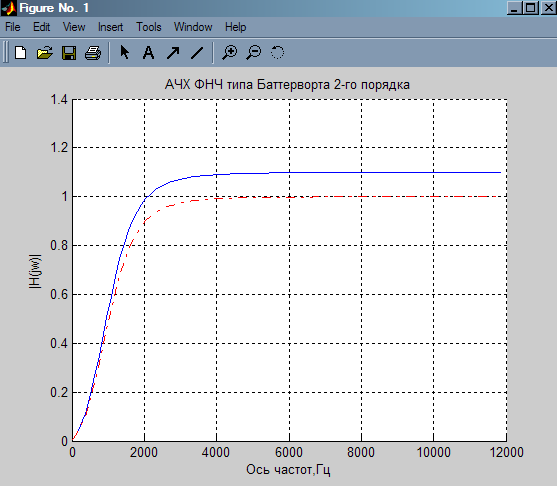 Figure No. 1
File Edit View Insert Tools Window Help
АЧХ ФНЧ типа Баттерворта 2-го порядка
1.4
1.2
1
0.8
0.6
0.4
0.2
0
|H(jw)|
0 2000 4000 6000 8000 10000 12000
Ось частот,Гц